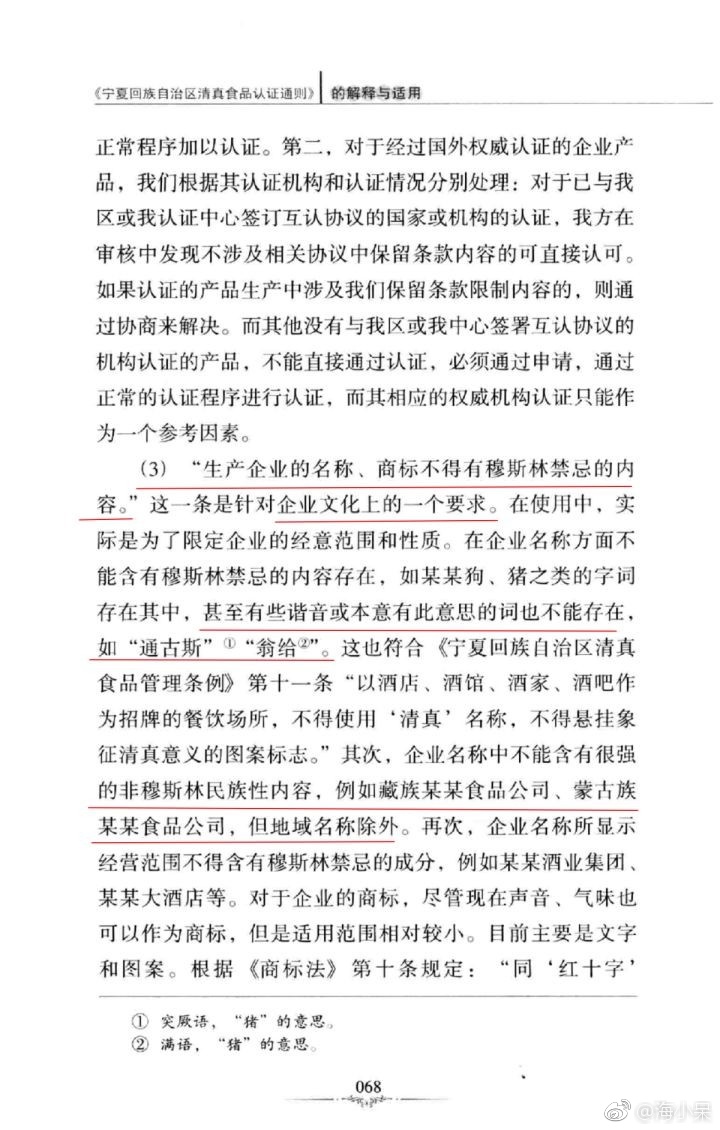 《宁夏回族自治区清真食品认证通则》 的解释与适用
正常程序加以认证。第二，对于经过国外权威认证的企业产
品，我们根据其认证机构和认证情况分别处理：对于已与我
区或我认证中心签订互认协议的国家或机构的认证，我方在
审核中发现不涉及相关协议中保留条款内容的可直接认可。
如果认证的产品生产中涉及我们保留条款限制内容的，则通
过协商来解决。而其他没有与我区或我中心签署互认协议的
机构认证的产品，不能直接通过认证，必须通过申请，通过
正常的认证程序进行认证，而其相应的权威机构认证只能作
为一个参考因素。
（3）“生产企业的名称、商标不得有穆斯林禁忌的内
容。”这一条是针对企业文化上的一个要求。在使用中，实
际是为了限定企业的经意范围和性质。在企业名称方面不
能含有穆斯林禁忌的内容存在，如某某狗、猪之类的字词
存在其中，甚至有些谐音或本意有此意思的词也不能存在，
如“通古斯”①“翁给②”。这也符合《宁夏回族自治区清真
食品管理条例》第十一条“以酒店、酒馆、酒家、酒吧作
为招牌的餐饮场所，不得使用‘清真’名称，不得悬挂象
征清真意义的图案标志。”其次，企业名称中不能含有很强
的非穆斯林民族性内容，例如藏族某某食品公司、蒙古族
某某食品公司，但地域名称除外。再次，企业名称所显示
经营范围不得含有穆斯林禁忌的成分，例如某某酒业集团、
某某大酒店等。对于企业的商标，尽管现在声音、气味也
可以作为商标，但是适用范围相对较小。目前主要是文字
和图案。根据《商标法》第十条规定：“同‘红十字’
① 突厥语，“猪”的意思。
② 满语，“猪”的意思。
068
@海小杲